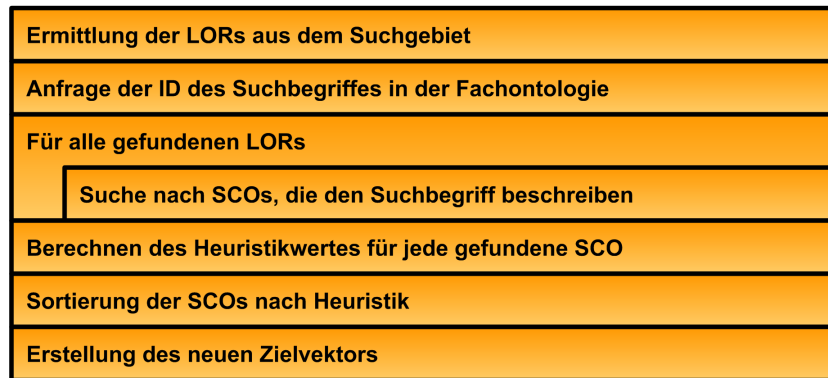 Ermittlung der LORs aus dem Suchgebiet
Anfrage der ID des Suchbegriffes in der Fachontologie
Für alle gefundenen LORs
Suche nach SCOs, die den Suchbegriff beschreiben
Berechnen des Heuristikwertes für jede gefundene SCO
Sortierung der SCOs nach Heuristik
Erstellung des neuen Zielvektors